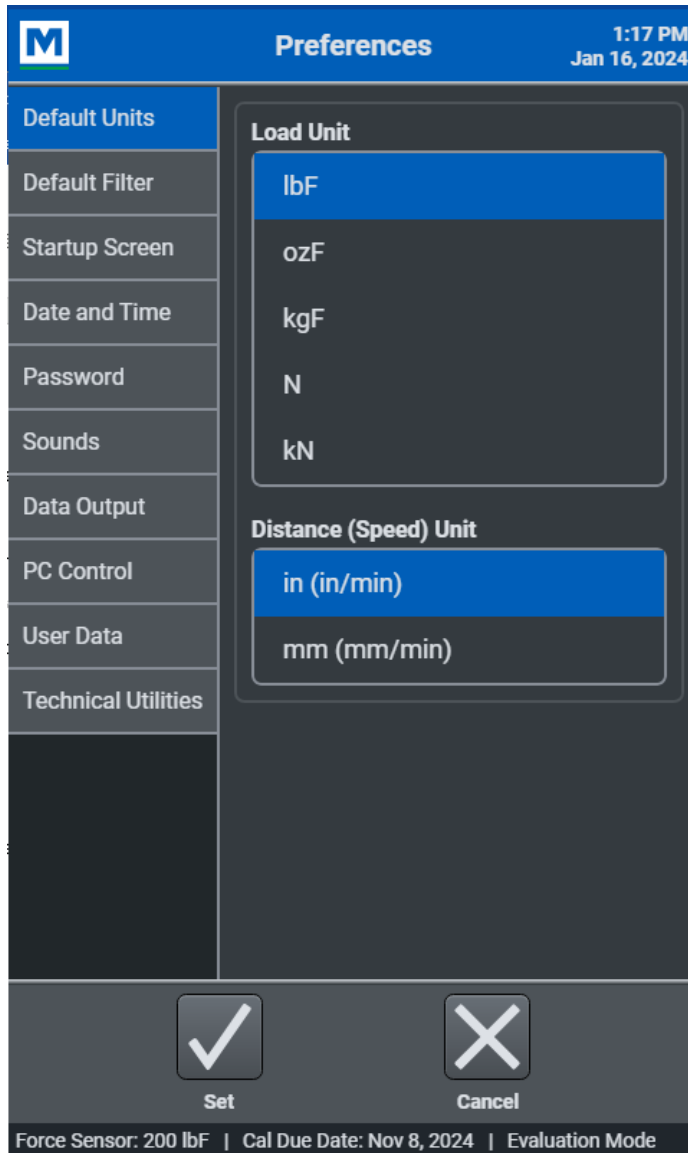 M
Preferences
1:17 PM
Jan 16, 2024
Default Units
Default Filter
Startup Screen
Date and Time
Password
Sounds
Data Output
PC Control
User Data
Technical Utilities
Load Unit
lbF
ozF
kgF
N
kN
Distance (Speed) Unit
in (in/min)
mm (mm/min)
Set
Cancel
Force Sensor: 200 lbF | Cal Due Date: Nov 8, 2024 | Evaluation Mode